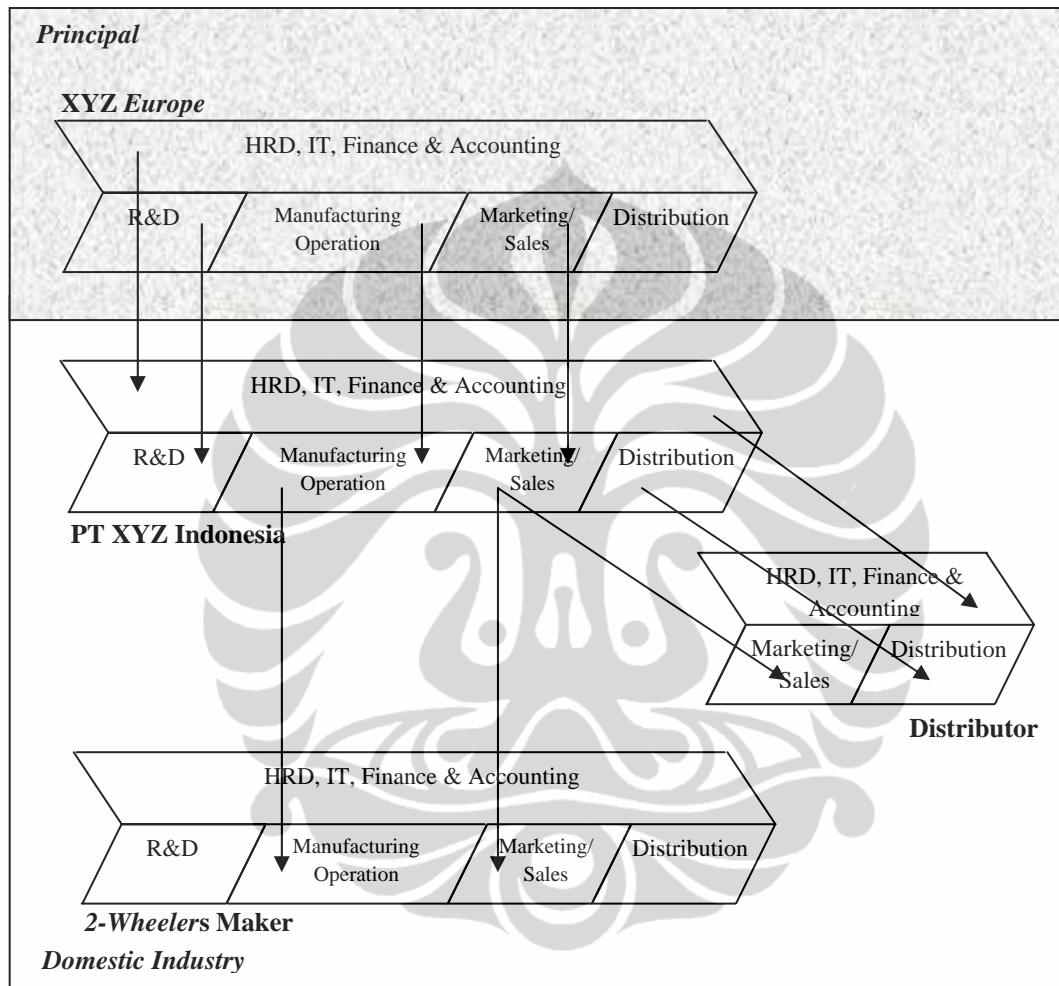 Principal
XYZ Europe
HRD, IT, Finance & Accounting
R&D
Manufacturing
Operation
Marketing/
Sales
Distribution
HRD, IT, Finance & Accounting
R&D
Manufacturing
Operation
Marketing/
Sales
Distribution
PT XYZ Indonesia
HRD, IT, Finance &
Accounting
Marketing/
Sales
Distribution
Distributor
HRD, IT, Finance & Accounting
R&D
Manufacturing
Operation
Marketing/
Sales
Distribution
2-Wheelers Maker
Domestic Industry